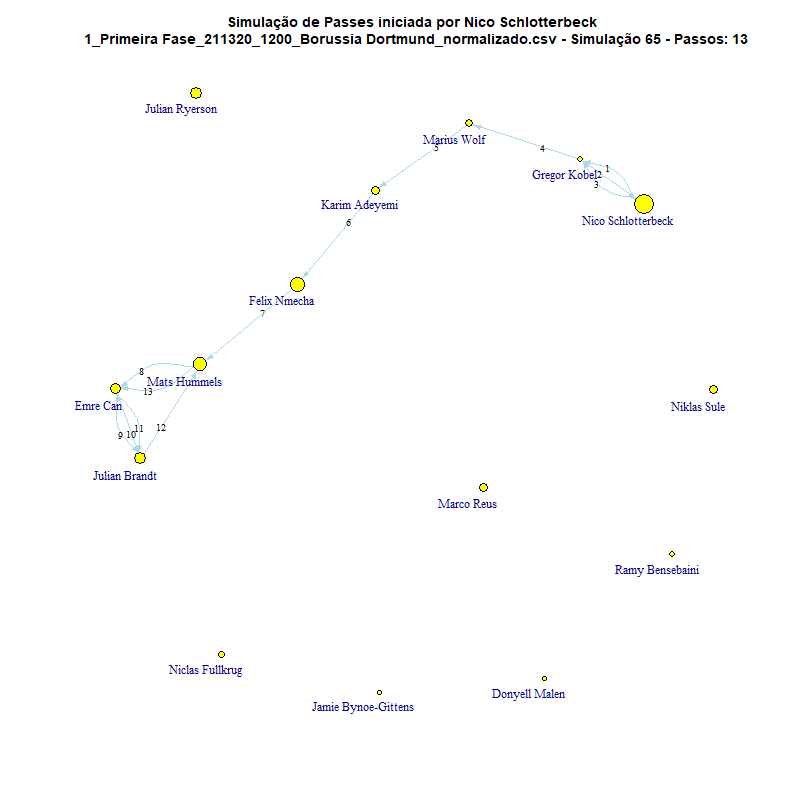 Simulação de Passes iniciada por Nico Schlotterbeck
1_Primeira Fase_211320_1200_Borussia Dortmund_normalizado.csv - Simulação 65 - Passos: 13
Julian Ryerson
Marius Wolf
5
4
Gregor Kobel
1
2
3
Nico Schlotterbeck
Karim Adeyemi
6
Felix Nmecha
7
8
Mats Hummels
13
Niklas Sule
Emre Can
9
10
11
12
Julian Brandt
Marco Reus
Ramy Bensebaini
Niclas Fullkrug
Jamie Bynoe-Gittens
Donyell Malen